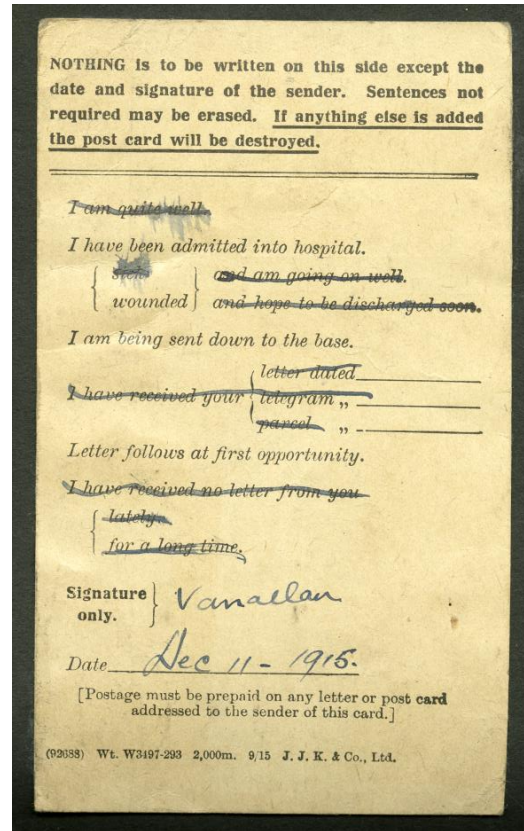 NOTHING is to be written on this side except the
date and signature of the sender. Sentences not
required may be erased. If anything else is added
the post card will be destroyed.
I am quite well.
I have been admitted into hospital.
sick and am going on well.
wounded and hope to be discharged soon.
I am being sent down to the base.
letter dated
I have received your telegram „
parcel „
Letter follows at first opportunity.
I have received no letter from you
lately.
for a long time.
Signature
only.
Vanallan
Date Dec 11 - 1915.
[Postage must be prepaid on any letter or post card
addressed to the sender of this card.]
(92688) Wt. W3497-293 2,000m. 9/15 J. J. K. & Co., Ltd.